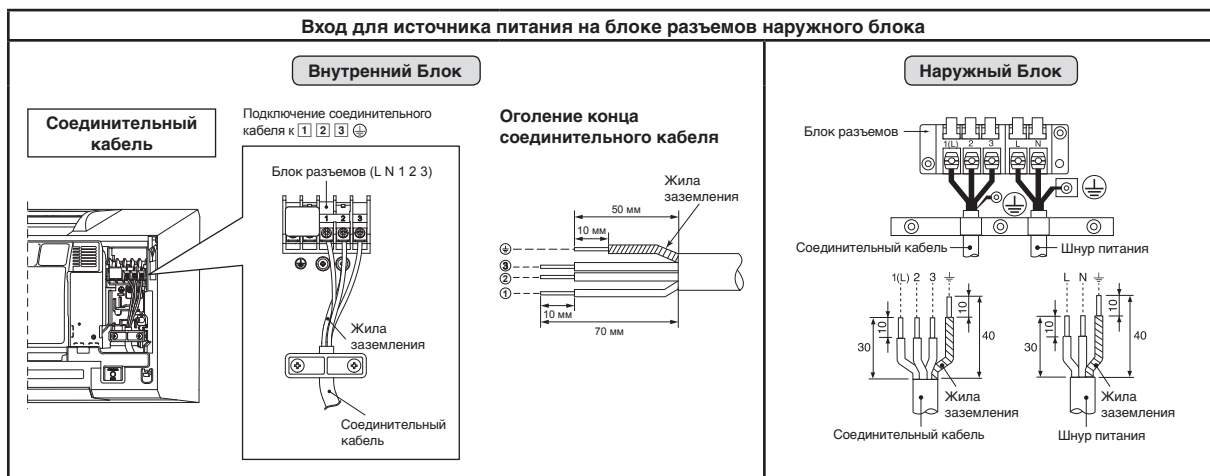 Вход для источника питания на блоке разъемов наружного блока
Внутренний Блок
Соединительный
кабель
Подключение соединительного
кабеля к 1 2 3 ⏚
Блок разъемов (L N 1 2 3)
1 2 3
Жила
заземления
Соединительный
кабель
Оголение конца
соединительного кабеля
Жила
заземления
50 мм
10 мм
⏚
③
②
①
10 мм
70 мм
Наружный Блок
Блок разъемов
1(L) 2 3 L N
Соединительный кабель
Шнур питания
1(L) 2 3
10
10
30
40
Жила
заземления
Соединительный кабель
L N
10
10
30
40
Жила
заземления
Шнур питания